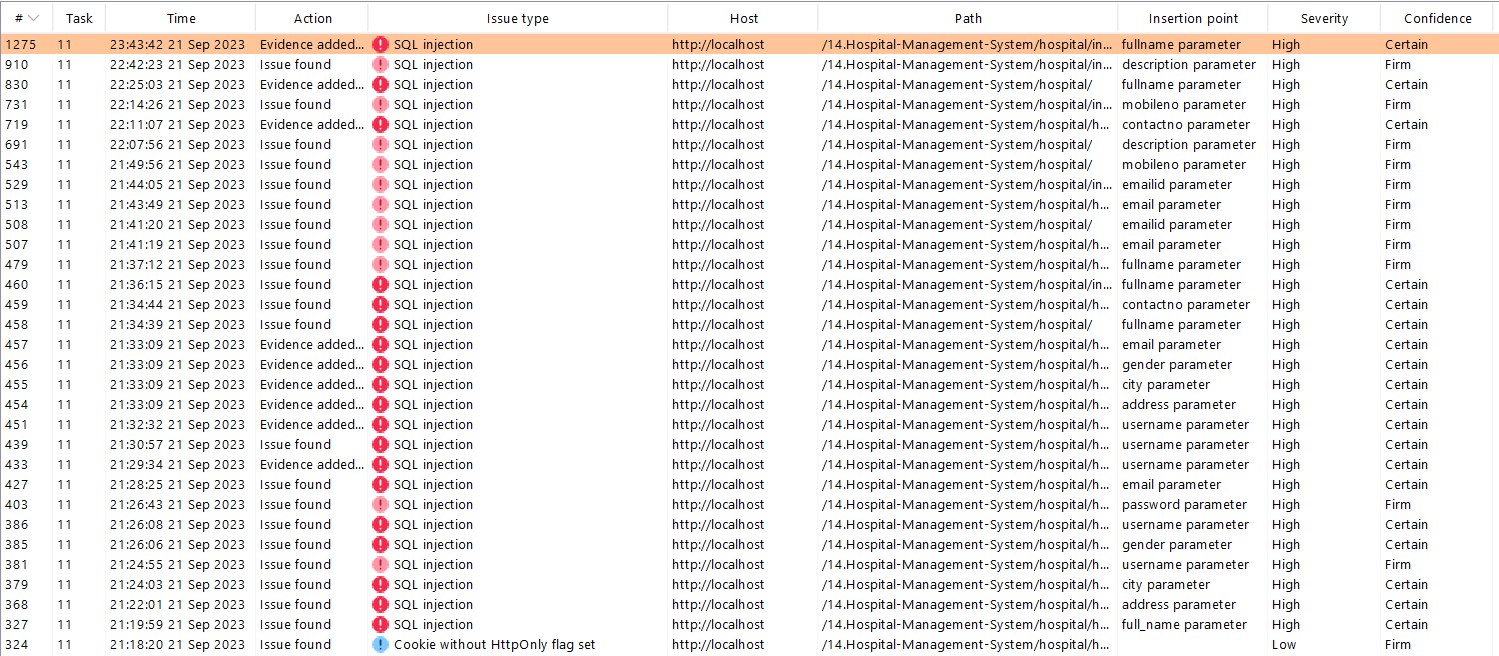 # Task Time Action Issue type Host Path Insertion point Severity Confidence
1275 11 23:43:42 21 Sep 2023 Evidence added... SQL injection http://localhost /14.Hospital-Management-System/hospital/in... fullname parameter High Certain
910 11 22:42:23 21 Sep 2023 Issue found SQL injection http://localhost /14.Hospital-Management-System/hospital/in... description parameter High Firm
830 11 22:25:03 21 Sep 2023 Evidence added... SQL injection http://localhost /14.Hospital-Management-System/hospital/ fullname parameter High Certain
731 11 22:14:26 21 Sep 2023 Issue found SQL injection http://localhost /14.Hospital-Management-System/hospital/in... mobileno parameter High Firm
719 11 22:11:07 21 Sep 2023 Evidence added... SQL injection http://localhost /14.Hospital-Management-System/hospital/h... contactno parameter High Certain
691 11 22:07:56 21 Sep 2023 Issue found SQL injection http://localhost /14.Hospital-Management-System/hospital/ description parameter High Firm
543 11 21:49:56 21 Sep 2023 Issue found SQL injection http://localhost /14.Hospital-Management-System/hospital/ mobileno parameter High Firm
529 11 21:44:05 21 Sep 2023 Issue found SQL injection http://localhost /14.Hospital-Management-System/hospital/in... emailid parameter High Firm
513 11 21:43:49 21 Sep 2023 Issue found SQL injection http://localhost /14.Hospital-Management-System/hospital/h... email parameter High Firm
508 11 21:41:20 21 Sep 2023 Issue found SQL injection http://localhost /14.Hospital-Management-System/hospital/ emailid parameter High Firm
507 11 21:41:19 21 Sep 2023 Issue found SQL injection http://localhost /14.Hospital-Management-System/hospital/h... email parameter High Firm
479 11 21:37:12 21 Sep 2023 Issue found SQL injection http://localhost /14.Hospital-Management-System/hospital/h... fullname parameter High Firm
460 11 21:36:15 21 Sep 2023 Issue found SQL injection http://localhost /14.Hospital-Management-System/hospital/in... fullname parameter High Certain
459 11 21:34:44 21 Sep 2023 Issue found SQL injection http://localhost /14.Hospital-Management-System/hospital/h... contactno parameter High Certain
458 11 21:34:39 21 Sep 2023 Issue found SQL injection http://localhost /14.Hospital-Management-System/hospital/ fullname parameter High Certain
457 11 21:33:09 21 Sep 2023 Evidence added... SQL injection http://localhost /14.Hospital-Management-System/hospital/h... email parameter High Certain
456 11 21:33:09 21 Sep 2023 Evidence added... SQL injection http://localhost /14.Hospital-Management-System/hospital/h... gender parameter High Certain
455 11 21:33:09 21 Sep 2023 Evidence added... SQL injection http://localhost /14.Hospital-Management-System/hospital/h... city parameter High Certain
454 11 21:33:09 21 Sep 2023 Evidence added... SQL injection http://localhost /14.Hospital-Management-System/hospital/h... address parameter High Certain
451 11 21:32:32 21 Sep 2023 Evidence added... SQL injection http://localhost /14.Hospital-Management-System/hospital/h... username parameter High Certain
439 11 21:30:57 21 Sep 2023 Issue found SQL injection http://localhost /14.Hospital-Management-System/hospital/h... username parameter High Certain
433 11 21:29:34 21 Sep 2023 Evidence added... SQL injection http://localhost /14.Hospital-Management-System/hospital/h... username parameter High Certain
427 11 21:28:25 21 Sep 2023 Issue found SQL injection http://localhost /14.Hospital-Management-System/hospital/h... email parameter High Certain
403 11 21:26:43 21 Sep 2023 Issue found SQL injection http://localhost /14.Hospital-Management-System/hospital/h... password parameter High Firm
386 11 21:26:08 21 Sep 2023 Issue found SQL injection http://localhost /14.Hospital-Management-System/hospital/h... username parameter High Certain
385 11 21:26:06 21 Sep 2023 Issue found SQL injection http://localhost /14.Hospital-Management-System/hospital/h... gender parameter High Certain
381 11 21:24:55 21 Sep 2023 Issue found SQL injection http://localhost /14.Hospital-Management-System/hospital/h... username parameter High Firm
379 11 21:24:03 21 Sep 2023 Issue found SQL injection http://localhost /14.Hospital-Management-System/hospital/h... city parameter High Certain
368 11 21:22:01 21 Sep 2023 Issue found SQL injection http://localhost /14.Hospital-Management-System/hospital/h... address parameter High Certain
327 11 21:19:59 21 Sep 2023 Issue found SQL injection http://localhost /14.Hospital-Management-System/hospital/h... full_name parameter High Certain
324 11 21:18:20 21 Sep 2023 Issue found Cookie without HttpOnly flag set http://localhost /14.Hospital-Management-System/hospital/h... Low Firm